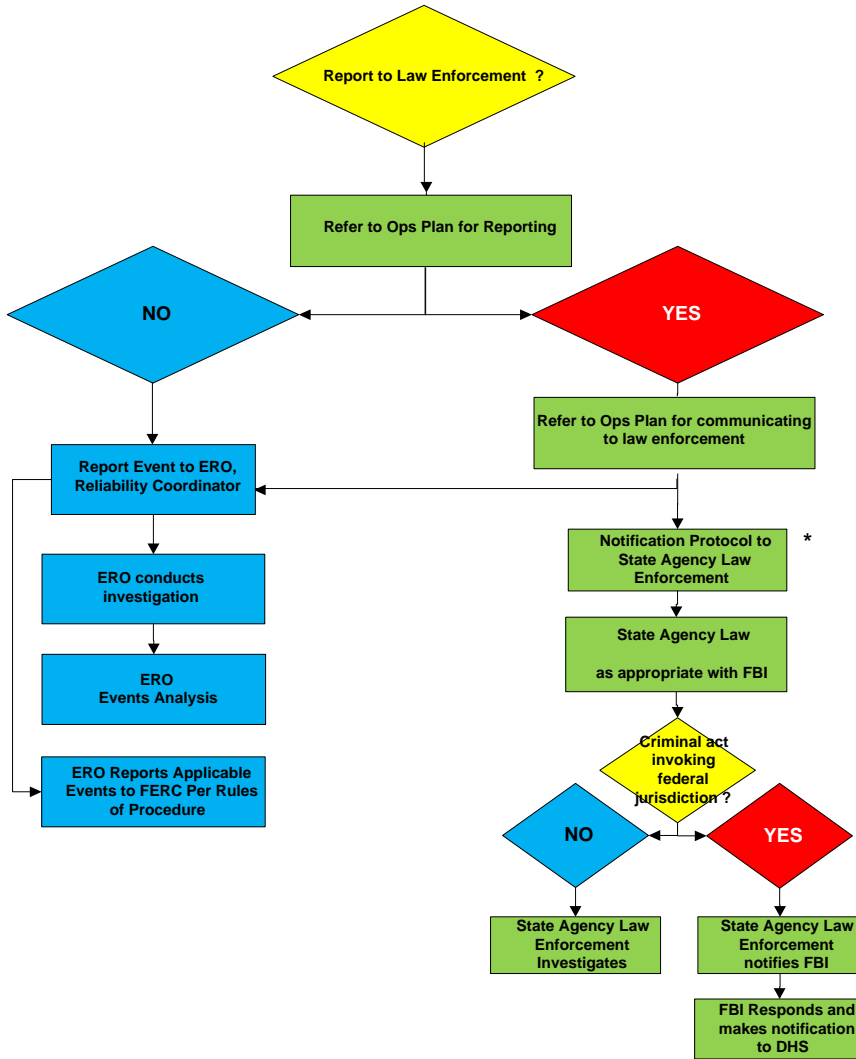 Report to Law Enforcement ?
Refer to Ops Plan for Reporting
NO
YES
Refer to Ops Plan for communicating
to law enforcement
Report Event to ERO,
Reliability Coordinator
Notification Protocol to
State Agency Law
Enforcement
*
ERO conducts
investigation
State Agency Law
as appropriate with FBI
ERO
Events Analysis
Criminal act
invoking
federal
jurisdiction ?
ERO Reports Applicable
Events to FERC Per Rules
of Procedure
NO
YES
State Agency Law
Enforcement
Investigates
State Agency Law
Enforcement
notifies FBI
FBI Responds and
makes notification
to DHS